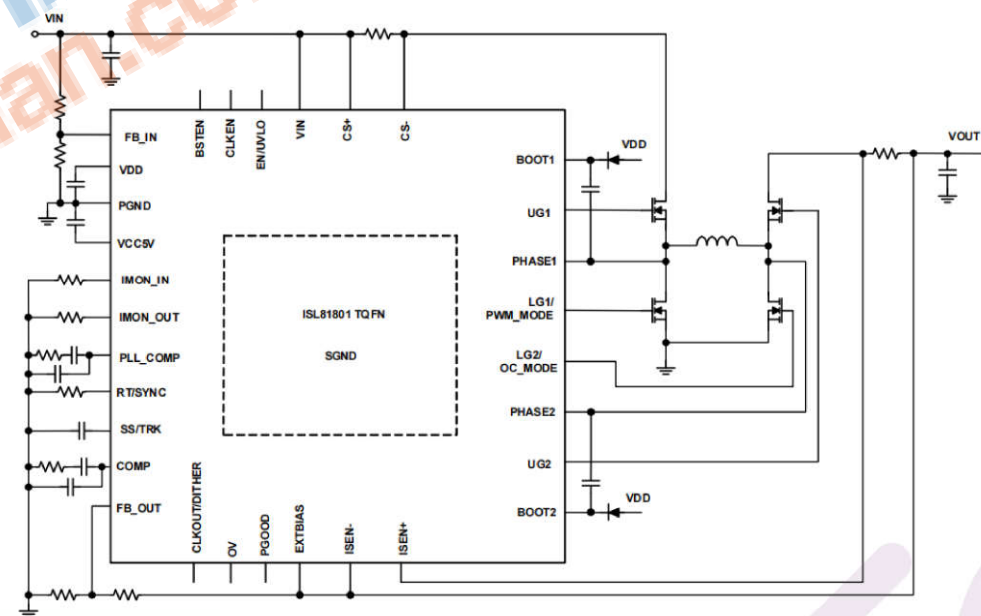 VIN
BSTEN
CLKEN
EN/UVLO
VIN
CS+
CS-
FB_IN
VDD
PGND
VCC5V
IMON_IN
IMON_OUT
PLL_COMP
RT/SYNC
SS/TRK
COMP
FB_OUT
ISL81801 TQFN
SGND
BOOT1
VDD
UG1
PHASE1
LG1/
PWM_MODE
LG2/
OC_MODE
PHASE2
UG2
BOOT2
VDD
VOUT
CLKOUT/DITHER
OV
PGOOD
EXTBIAS
ISEN-
ISEN+